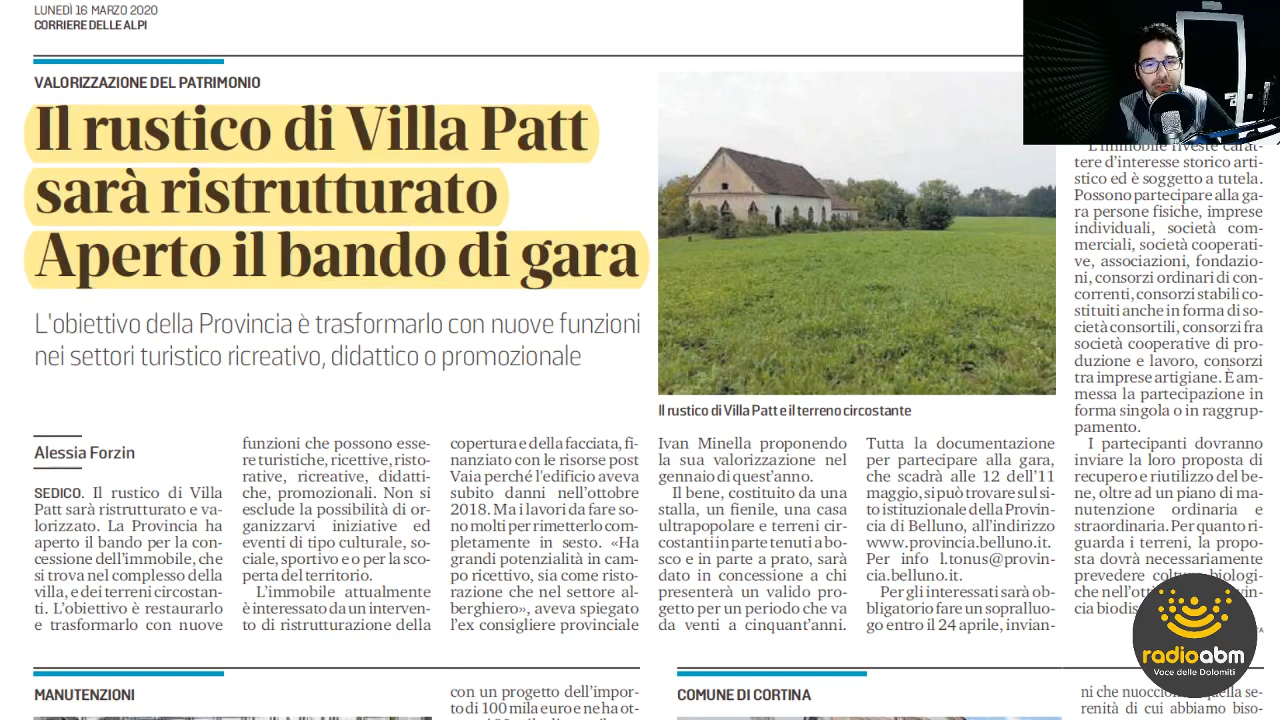 LUNEDÌ 16 MARZO 2020
CORRIERE DELLE ALPI
VALORIZZAZIONE DEL PATRIMONIO
Il rustico di Villa Patt
sarà ristrutturato
Aperto il bando di gara
L'obiettivo della Provincia è trasformarlo con nuove funzioni
nei settori turistico ricreativo, didattico o promozionale
Alessia Forzin
SEDICO. Il rustico di Villa
Patt sarà ristrutturato e va-
lorizzato. La Provincia ha
aperto il bando per la con-
cessione dell'immobile, che
si trova nel complesso della
villa, e dei terreni circostan-
ti. L'obiettivo è restaurarlo
e trasformarlo con nuove
funzioni che possono esse-
re turistiche, ricettive, risto-
rative, ricreative, didatti-
che, promozionali. Non si
esclude la possibilità di or-
ganizzarvi iniziative ed
eventi di tipo culturale, so-
ciale, sportivo e o per la sco-
perta del territorio.
L'immobile attualmente
è interessato da un interven-
to di ristrutturazione della
copertura e della facciata, fi-
nanziato con le risorse post
Vaia perché l'edificio aveva
subito danni nell'ottobre
2018. Ma i lavori da fare so-
no molti per rimetterlo com-
pletamente in sesto. «Ha
grandi potenzialità in cam-
po ricettivo, sia come risto-
razione che nel settore al-
berghiero», aveva spiegato
l'ex consigliere provinciale
Il rustico di Villa Patt e il terreno circostante
Ivan Minella proponendo
la sua valorizzazione nel
gennaio di quest'anno.
Il bene, costituito da una
stalla, un fienile, una casa
ultrapopolare e terreni cir-
costanti in parte tenuti a bo-
sco e in parte a prato, sarà
dato in concessione a chi
presenterà un valido pro-
getto per un periodo che va
da venti a cinquant'anni.
Tutta la documentazione
per partecipare alla gara,
che scadrà alle 12 dell'11
maggio, si può trovare sul si-
to istituzionale della Provin-
cia di Belluno, all'indirizzo
www.provincia.belluno.it.
Per info l.tonus@provin-
cia.belluno.it.
Per gli interessati sarà ob-
bligatorio fare un sopralluo-
go entro il 24 aprile, invian-
L'immobile riveste carat-
tere d'interesse storico arti-
stico ed è soggetto a tutela.
Possono partecipare alla ga-
ra persone fisiche, imprese
individuali, società com-
merciali, società cooperati-
ve, associazioni, fondazio-
ni, consorzi ordinari di con-
correnti, consorzi stabili co-
stituiti anche in forma di so-
cietà consortili, consorzi fra
società cooperative di pro-
duzione e lavoro, consorzi
tra imprese artigiane. È am-
messa la partecipazione in
forma singola o in raggrup-
pamento.
I partecipanti dovranno
inviare la loro proposta di
recupero e riutilizzo del be-
ne, oltre ad un piano di ma-
nutenzione ordinaria e
straordinaria. Per quanto ri-
guarda i terreni, la propo-
sta dovrà necessariamente
prevedere biologi-
che
cia
radioabm
Voce delle Dolomiti
MANUTENZIONI
con un progetto dell'impor-
to di 100 mila euro e ne ha ot-
COMUNE DI CORTINA
ni che se-
renità di cui abbiamo biso-